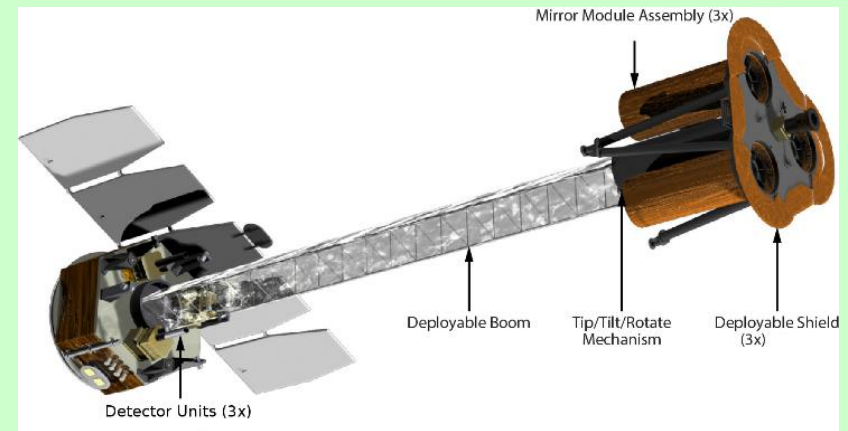 Mirror Module Assembly (3x)
Deployable Boom
Tip/Tilt/Rotate
Mechanism
Deployable Shield
(3x)
Detector Units (3x)